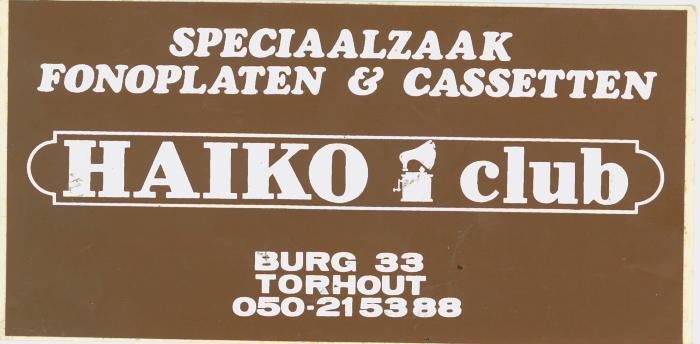 SPECIAALZAAK
FONOPLATEN & CASSETTEN
HAIKO club
BURG 33
TORHOUT
050-215388